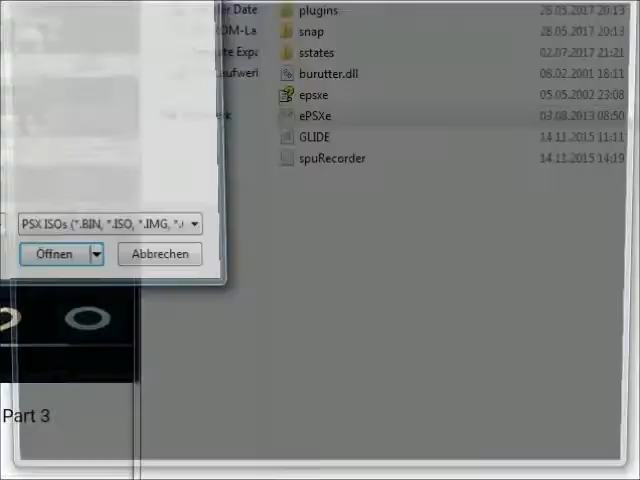 plugins 28.05.2017 20:13
snap 28.05.2017 20:13
sstates 02.07.2017 21:21
burutter.dll 08.02.2001 18:11
epsxe 05.05.2002 23:08
ePSXe 03.08.2013 08:50
GLIDE 14.11.2015 11:11
spuRecorder 14.11.2015 14:19
PSX ISOs (*.BIN, *.ISO, *.IMG, *.
Öffnen Abbrechen
Part 3